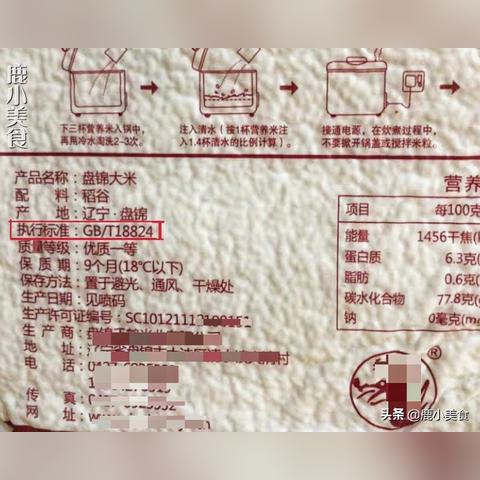 鹿小美食
下三杯营养米入锅中,
再用冷水淘洗2-3次。
注入清水（按1杯营养米注
入1.4杯清水的比例计算）。
接通电源，在炊煮过程中，
不要掀开锅盖或搅拌米粒。
产品名称：盘锦大米
配 料：稻谷
产 地：辽宁·盘锦
执行标准：GB/T18824
质量等级：优质一等
保 质 期：9个月(18℃以下)
保存方法：置于避光、通风、干燥处
生产日期：见喷码
生产许可证编号：SC10121112
生 产 商：
地 址：
电 话：
传 真：
网 址：
营养
项目 每100克
能量 1456千焦
蛋白质 6.3克
脂肪 0.6克
碳水化合物 77.8克
钠 0毫克
®
头条 @鹿小美食